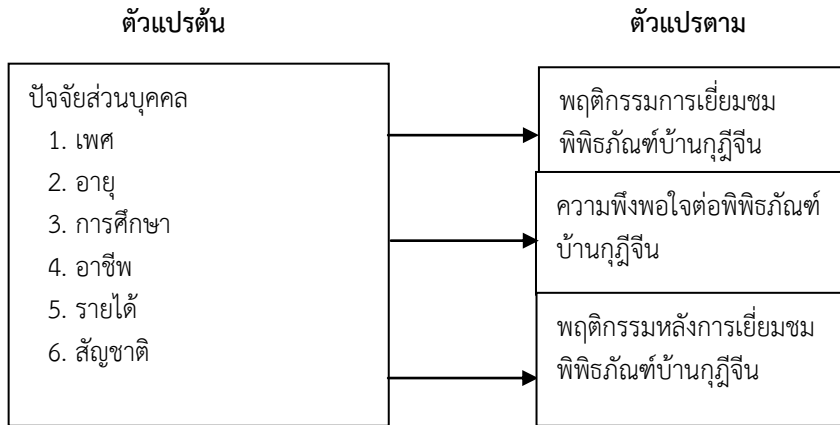 ตัวแปรต้น
ตัวแปรตาม
ปัจจัยส่วนบุคคล
1. เพศ
2. อายุ
3. การศึกษา
4. อาชีพ
5. รายได้
6. สัญชาติ
พฤติกรรมการเยี่ยมชม
พิพิธภัณฑ์บ้านกุฎีจีน
ความพึงพอใจต่อพิพิธภัณฑ์
บ้านกุฎีจีน
พฤติกรรมหลังการเยี่ยมชม
พิพิธภัณฑ์บ้านกุฎีจีน